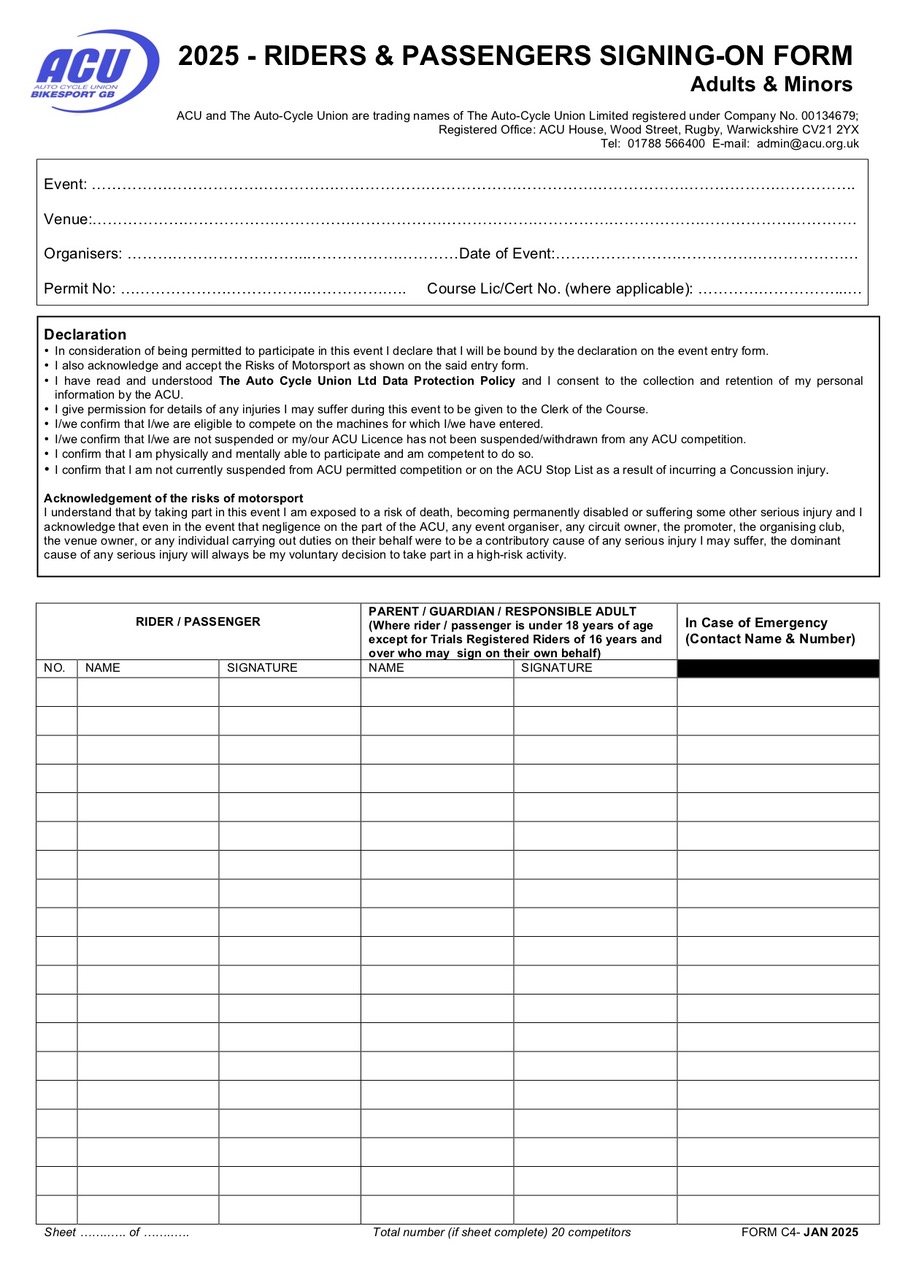 ACU
AUTO CYCLE UNION
BIKESPORT GB
2025 - RIDERS & PASSENGERS SIGNING-ON FORM
Adults & Minors
ACU and The Auto-Cycle Union are trading names of The Auto-Cycle Union Limited registered under Company No. 00134679;
Registered Office: ACU House, Wood Street, Rugby, Warwickshire CV21 2YX
Tel: 01788 566400 E-mail: admin@acu.org.uk
Event: ……………………………………………………………………………………………………………………………..
Venue:……………………………………………………………………………………………………………………………
Organisers: ……………………………...……………………………Date of Event:……………………………………………
Permit No: …………………………………………………. Course Lic/Cert No. (where applicable): ………………………...…
Declaration
• In consideration of being permitted to participate in this event I declare that I will be bound by the declaration on the event entry form.
• I also acknowledge and accept the Risks of Motorsport as shown on the said entry form.
• I have read and understood The Auto Cycle Union Ltd Data Protection Policy and I consent to the collection and retention of my personal
information by the ACU.
• I give permission for details of any injuries I may suffer during this event to be given to the Clerk of the Course.
• I/we confirm that I/we are eligible to compete on the machines for which I/we have entered.
• I/we confirm that I/we are not suspended or my/our ACU Licence has not been suspended/withdrawn from any ACU competition.
• I confirm that I am physically and mentally able to participate and am competent to do so.
• I confirm that I am not currently suspended from ACU permitted competition or on the ACU Stop List as a result of incurring a Concussion injury.
Acknowledgement of the risks of motorsport
I understand that by taking part in this event I am exposed to a risk of death, becoming permanently disabled or suffering some other serious injury and I
acknowledge that even in the event that negligence on the part of the ACU, any event organiser, any circuit owner, the promoter, the organising club,
the venue owner, or any individual carrying out duties on their behalf were to be a contributory cause of any serious injury I may suffer, the dominant
cause of any serious injury will always be my voluntary decision to take part in a high-risk activity.
RIDER / PASSENGER
PARENT / GUARDIAN / RESPONSIBLE ADULT
(Where rider / passenger is under 18 years of age
except for Trials Registered Riders of 16 years and
over who may sign on their own behalf)
In Case of Emergency
(Contact Name & Number)
NO. NAME SIGNATURE NAME SIGNATURE
Sheet ……….. of ……….. Total number (if sheet complete) 20 competitors FORM C4- JAN 2025